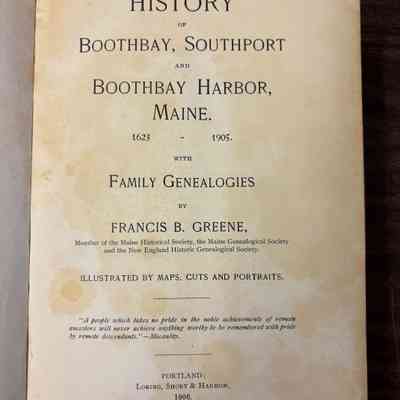 HISTORY
OF
BOOTHBAY, SOUTHPORT
AND
BOOTHBAY HARBOR,
MAINE.
1623 - 1905.
WITH
FAMILY GENEALOGIES
BY
FRANCIS B. GREENE,
Member of the Maine Historical Society, the Maine Genealogical Society
and the New England Historic Genealogical Society.
ILLUSTRATED BY MAPS, CUTS AND PORTRAITS.
"A people which takes no pride in the noble achievements of remote
ancestors will never achieve anything worthy to be remembered with pride
by remote descendants."—Macaulay.
PORTLAND:
LORING, SHORT & HARMON,
1906.